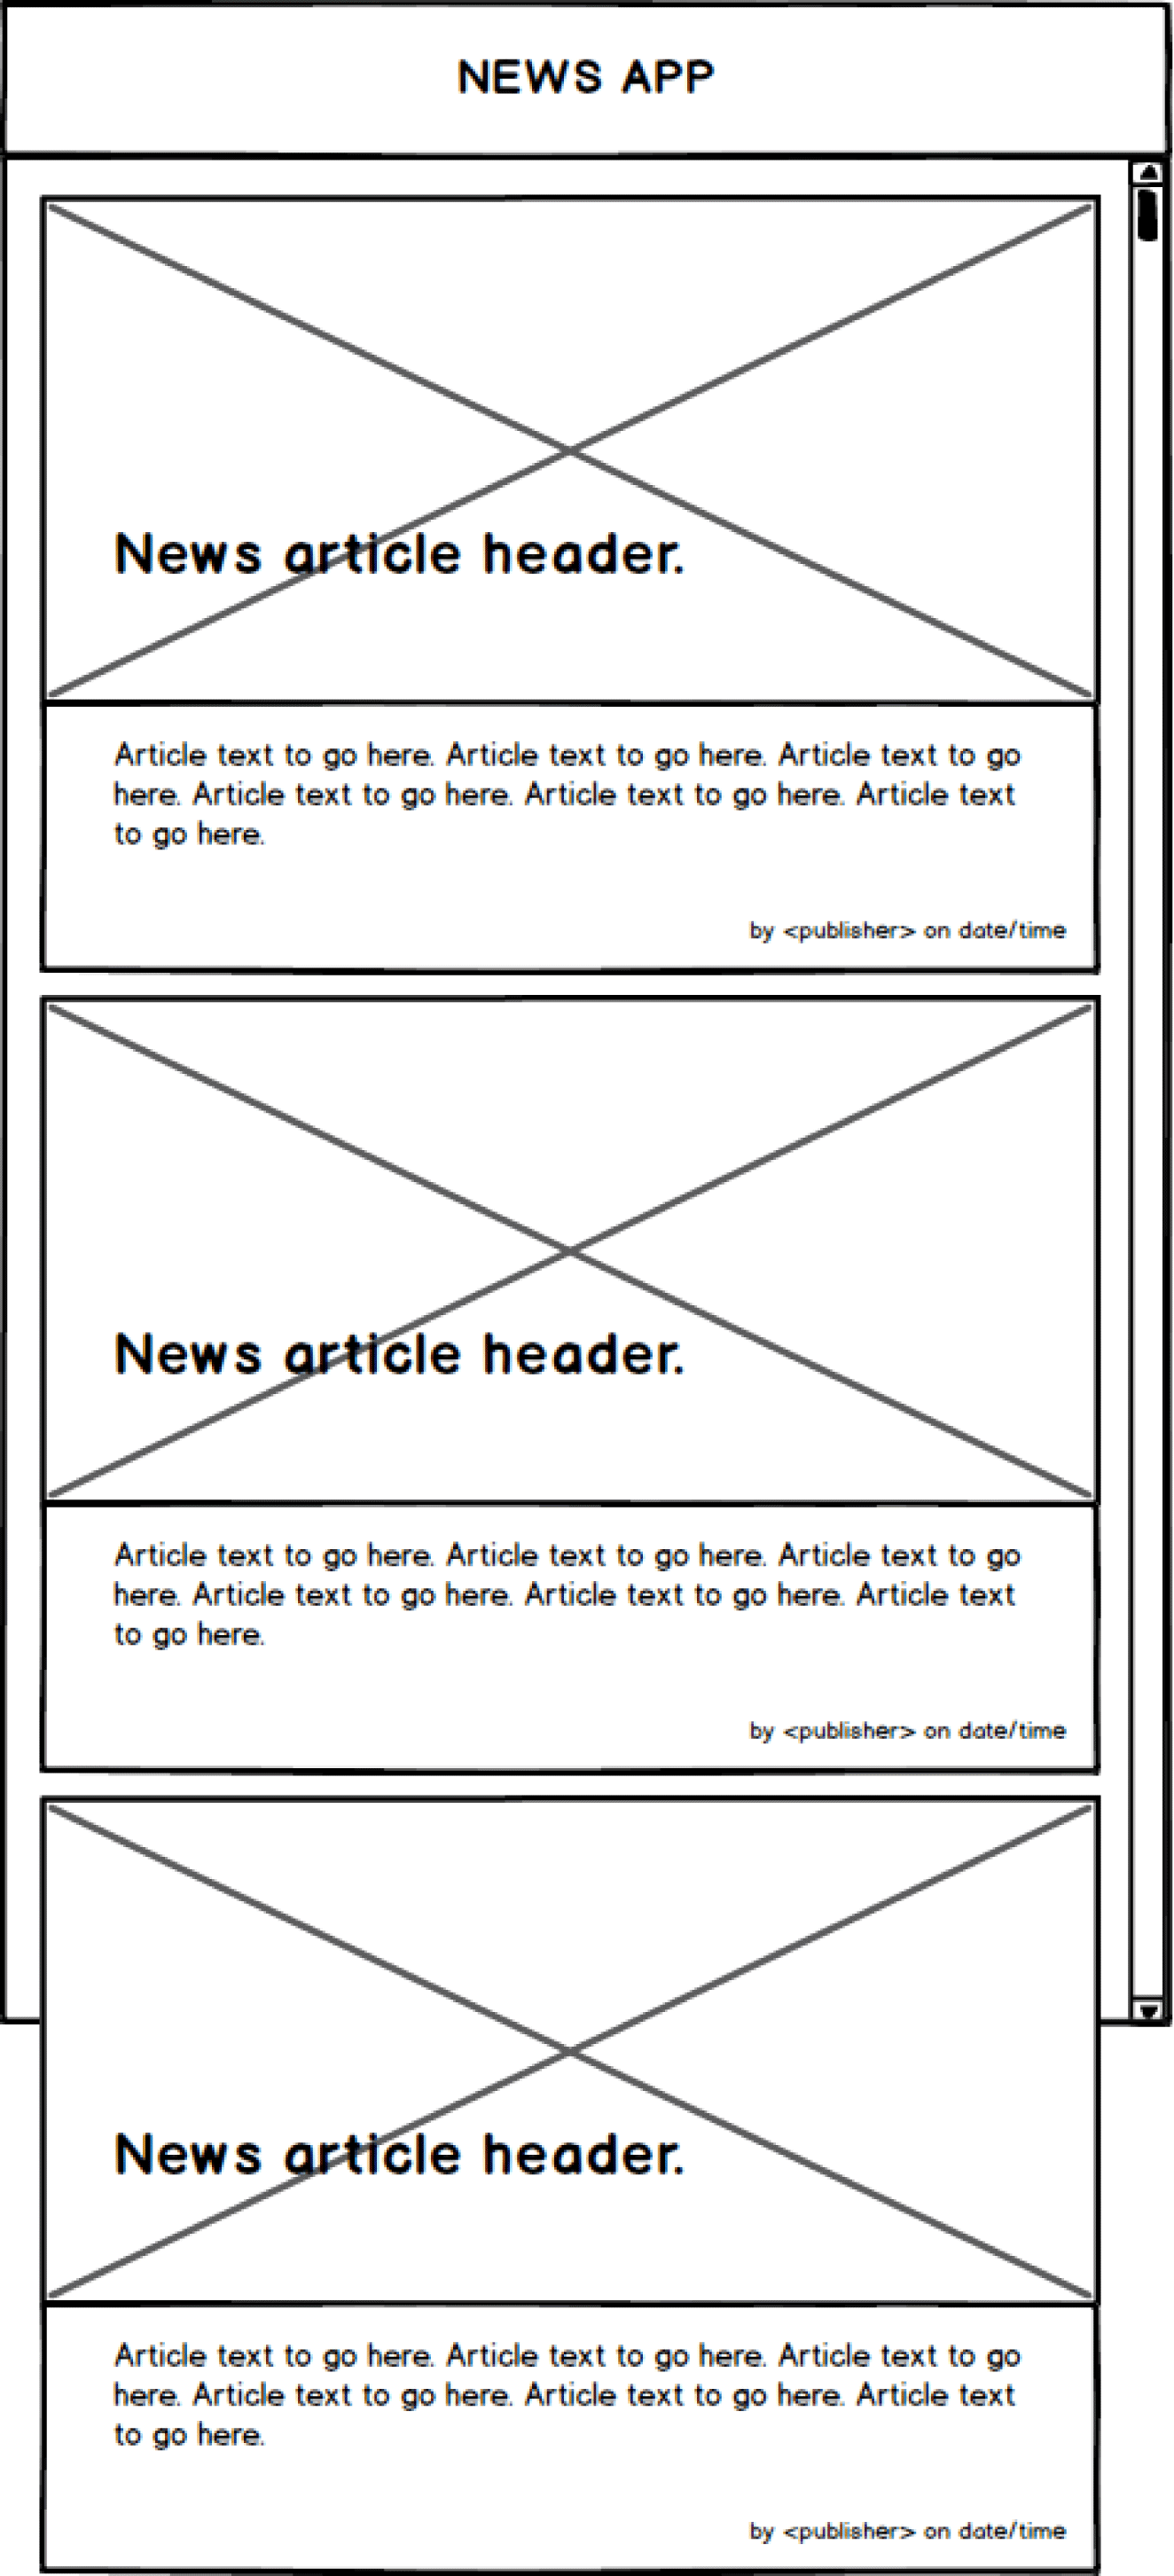 NEWS APP
News article header.
Article text to go here. Article text to go here. Article text to go
here. Article text to go here. Article text to go here. Article text
to go here.
by <publisher> on date/time
News article header.
Article text to go here. Article text to go here. Article text to go
here. Article text to go here. Article text to go here. Article text
to go here.
by <publisher> on date/time
News article header.
Article text to go here. Article text to go here. Article text to go
here. Article text to go here. Article text to go here. Article text
to go here.
by <publisher> on date/time